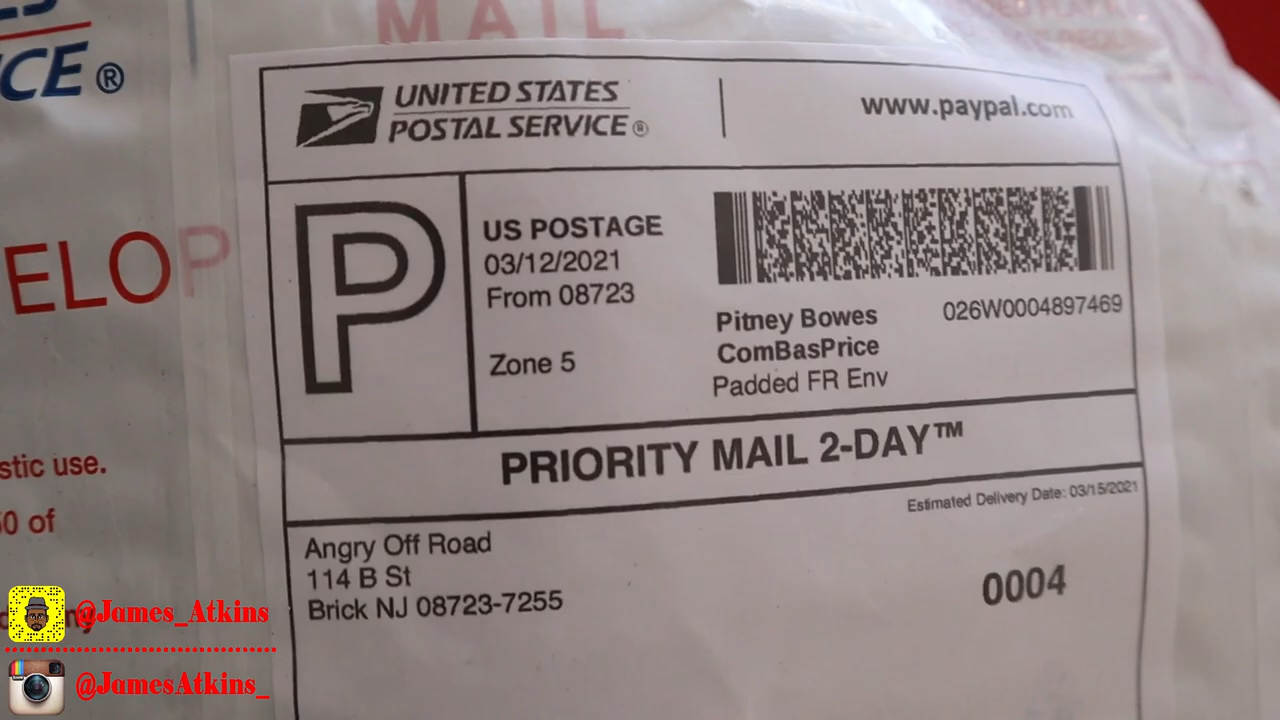 MAIL
CE®
UNITED STATES
POSTAL SERVICE®
www.paypal.com
P
US POSTAGE
03/12/2021
From 08723
Zone 5
Pitney Bowes
026W0004897469
ComBasPrice
Padded FR Env
ELOP
PRIORITY MAIL 2-DAY™
Estimated Delivery Date: 03/15/2021
stic use.
of
Angry Off Road
114 B St
Brick NJ 08723-7255
0004
@James_Atkins
@JamesAtkins_